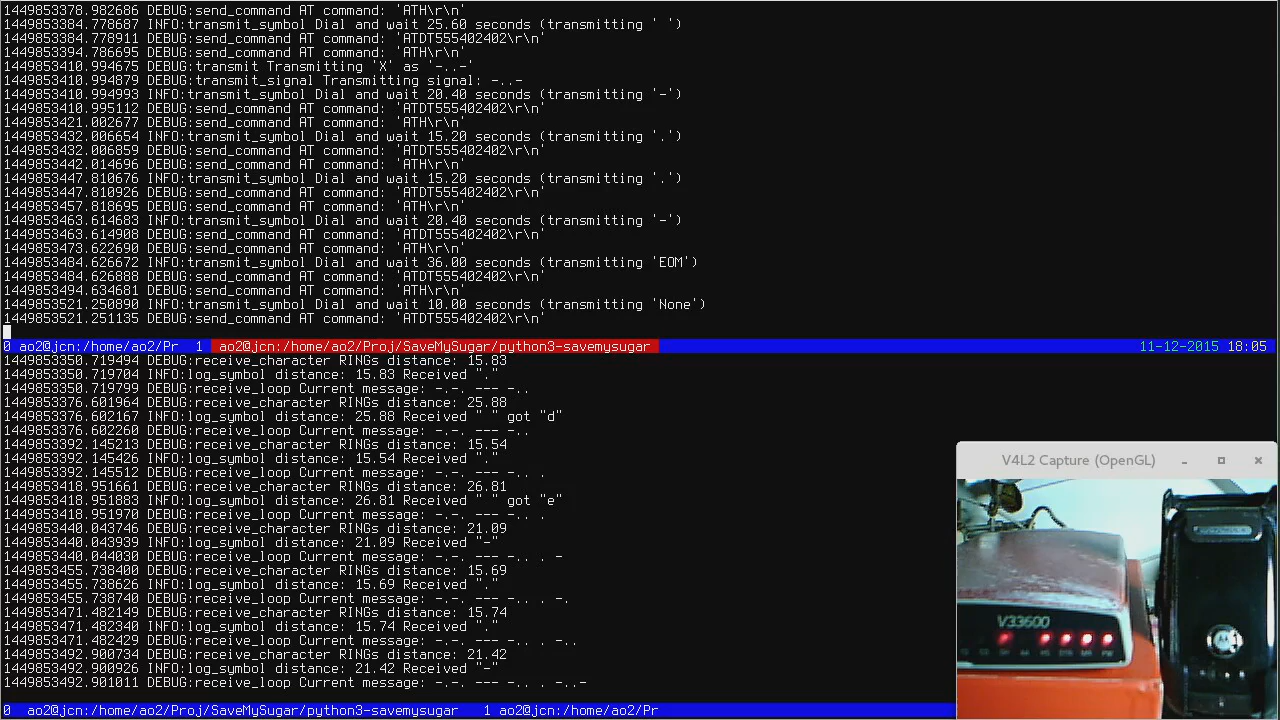 1449853378.982686 DEBUG:send_command AT command: 'ATH\r\n'
1449853384.778687 INFO:transmit_symbol Dial and wait 25.60 seconds (transmitting ' ')
1449853384.778911 DEBUG:send_command AT command: 'ATDT555402402\r\n'
1449853394.786695 DEBUG:send_command AT command: 'ATH\r\n'
1449853410.994675 DEBUG:transmit Transmitting 'X' as '-..-'
1449853410.994879 DEBUG:transmit_signal Transmitting signal: -..-
1449853410.994993 INFO:transmit_symbol Dial and wait 20.40 seconds (transmitting '-')
1449853410.995112 DEBUG:send_command AT command: 'ATDT555402402\r\n'
1449853421.002677 DEBUG:send_command AT command: 'ATH\r\n'
1449853432.006654 INFO:transmit_symbol Dial and wait 15.20 seconds (transmitting '.')
1449853432.006859 DEBUG:send_command AT command: 'ATDT555402402\r\n'
1449853442.014696 DEBUG:send_command AT command: 'ATH\r\n'
1449853447.810676 INFO:transmit_symbol Dial and wait 15.20 seconds (transmitting '.')
1449853447.810926 DEBUG:send_command AT command: 'ATDT555402402\r\n'
1449853457.818695 DEBUG:send_command AT command: 'ATH\r\n'
1449853463.614683 INFO:transmit_symbol Dial and wait 20.40 seconds (transmitting '-')
1449853463.614908 DEBUG:send_command AT command: 'ATDT555402402\r\n'
1449853473.622690 DEBUG:send_command AT command: 'ATH\r\n'
1449853484.626672 INFO:transmit_symbol Dial and wait 36.00 seconds (transmitting 'EOM')
1449853484.626888 DEBUG:send_command AT command: 'ATDT555402402\r\n'
1449853494.634681 DEBUG:send_command AT command: 'ATH\r\n'
1449853521.250890 INFO:transmit_symbol Dial and wait 10.00 seconds (transmitting 'None')
1449853521.251135 DEBUG:send_command AT command: 'ATDT555402402\r\n'
0 ao2@jcn:/home/ao2/Pr 1 ao2@jcn:/home/ao2/Proj/SaveMySugar/python3-savemysugar 11-12-2015 18:05
1449853350.719494 DEBUG:receive_character RINGs distance: 15.83
1449853350.719704 INFO:log_symbol distance: 15.83 Received "."
1449853350.719799 DEBUG:receive_loop Current message: -.-. --- -..
1449853376.601964 DEBUG:receive_character RINGs distance: 25.88
1449853376.602167 INFO:log_symbol distance: 25.88 Received " " got "d"
1449853376.602260 DEBUG:receive_loop Current message: -.-. --- -..
1449853392.145213 DEBUG:receive_character RINGs distance: 15.54
1449853392.145426 INFO:log_symbol distance: 15.54 Received "."
1449853392.145512 DEBUG:receive_loop Current message: -.-. --- -.. .
1449853418.951661 DEBUG:receive_character RINGs distance: 26.81
1449853418.951883 INFO:log_symbol distance: 26.81 Received " " got "e"
1449853418.951970 DEBUG:receive_loop Current message: -.-. --- -.. .
1449853440.043746 DEBUG:receive_character RINGs distance: 21.09
1449853440.043939 INFO:log_symbol distance: 21.09 Received "-"
1449853440.044030 DEBUG:receive_loop Current message: -.-. --- -.. . -
1449853455.738400 DEBUG:receive_character RINGs distance: 15.69
1449853455.738626 INFO:log_symbol distance: 15.69 Received "."
1449853455.738740 DEBUG:receive_loop Current message: -.-. --- -.. . -.
1449853471.482149 DEBUG:receive_character RINGs distance: 15.74
1449853471.482340 INFO:log_symbol distance: 15.74 Received "."
1449853471.482429 DEBUG:receive_loop Current message: -.-. --- -.. . -..
1449853492.900734 DEBUG:receive_character RINGs distance: 21.42
1449853492.900926 INFO:log_symbol distance: 21.42 Received "-"
1449853492.901011 DEBUG:receive_loop Current message: -.-. --- -.. . -..-
0 ao2@jcn:/home/ao2/Proj/SaveMySugar/python3-savemysugar 1 ao2@jcn:/home/ao2/Pr
V4L2 Capture (OpenGL)
V33600